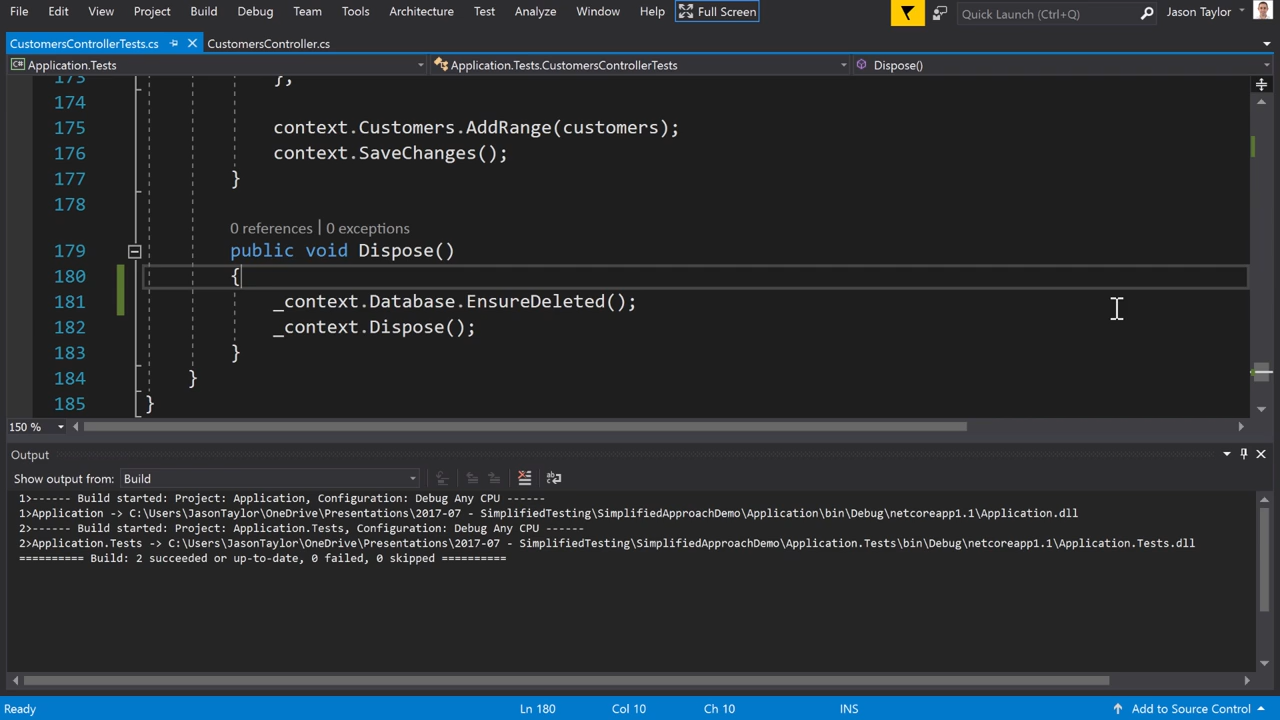 File Edit View Project Build Debug Team Tools Architecture Test Analyze Window Help Full Screen Quick Launch (Ctrl+Q) Jason Taylor
CustomersControllerTests.cs CustomersController.cs
C# Application.Tests Application.Tests.CustomersControllerTests Dispose()
173 };
174
175 context.Customers.AddRange(customers);
176 context.SaveChanges();
177 }
178
0 references | 0 exceptions
179 public void Dispose()
180 {
181 _context.Database.EnsureDeleted();
182 _context.Dispose();
183 }
184 }
185 }
150 %
Output
Show output from: Build
1>------ Build started: Project: Application, Configuration: Debug Any CPU ------
1>Application -> C:\Users\JasonTaylor\OneDrive\Presentations\2017-07 - SimplifiedTesting\SimplifiedApproachDemo\Application\bin\Debug\netcoreapp1.1\Application.dll
2>------ Build started: Project: Application.Tests, Configuration: Debug Any CPU ------
2>Application.Tests -> C:\Users\JasonTaylor\OneDrive\Presentations\2017-07 - SimplifiedTesting\SimplifiedApproachDemo\Application.Tests\bin\Debug\netcoreapp1.1\Application.Tests.dll
========== Build: 2 succeeded or up-to-date, 0 failed, 0 skipped ==========
Ready Ln 180 Col 10 Ch 10 INS Add to Source Control